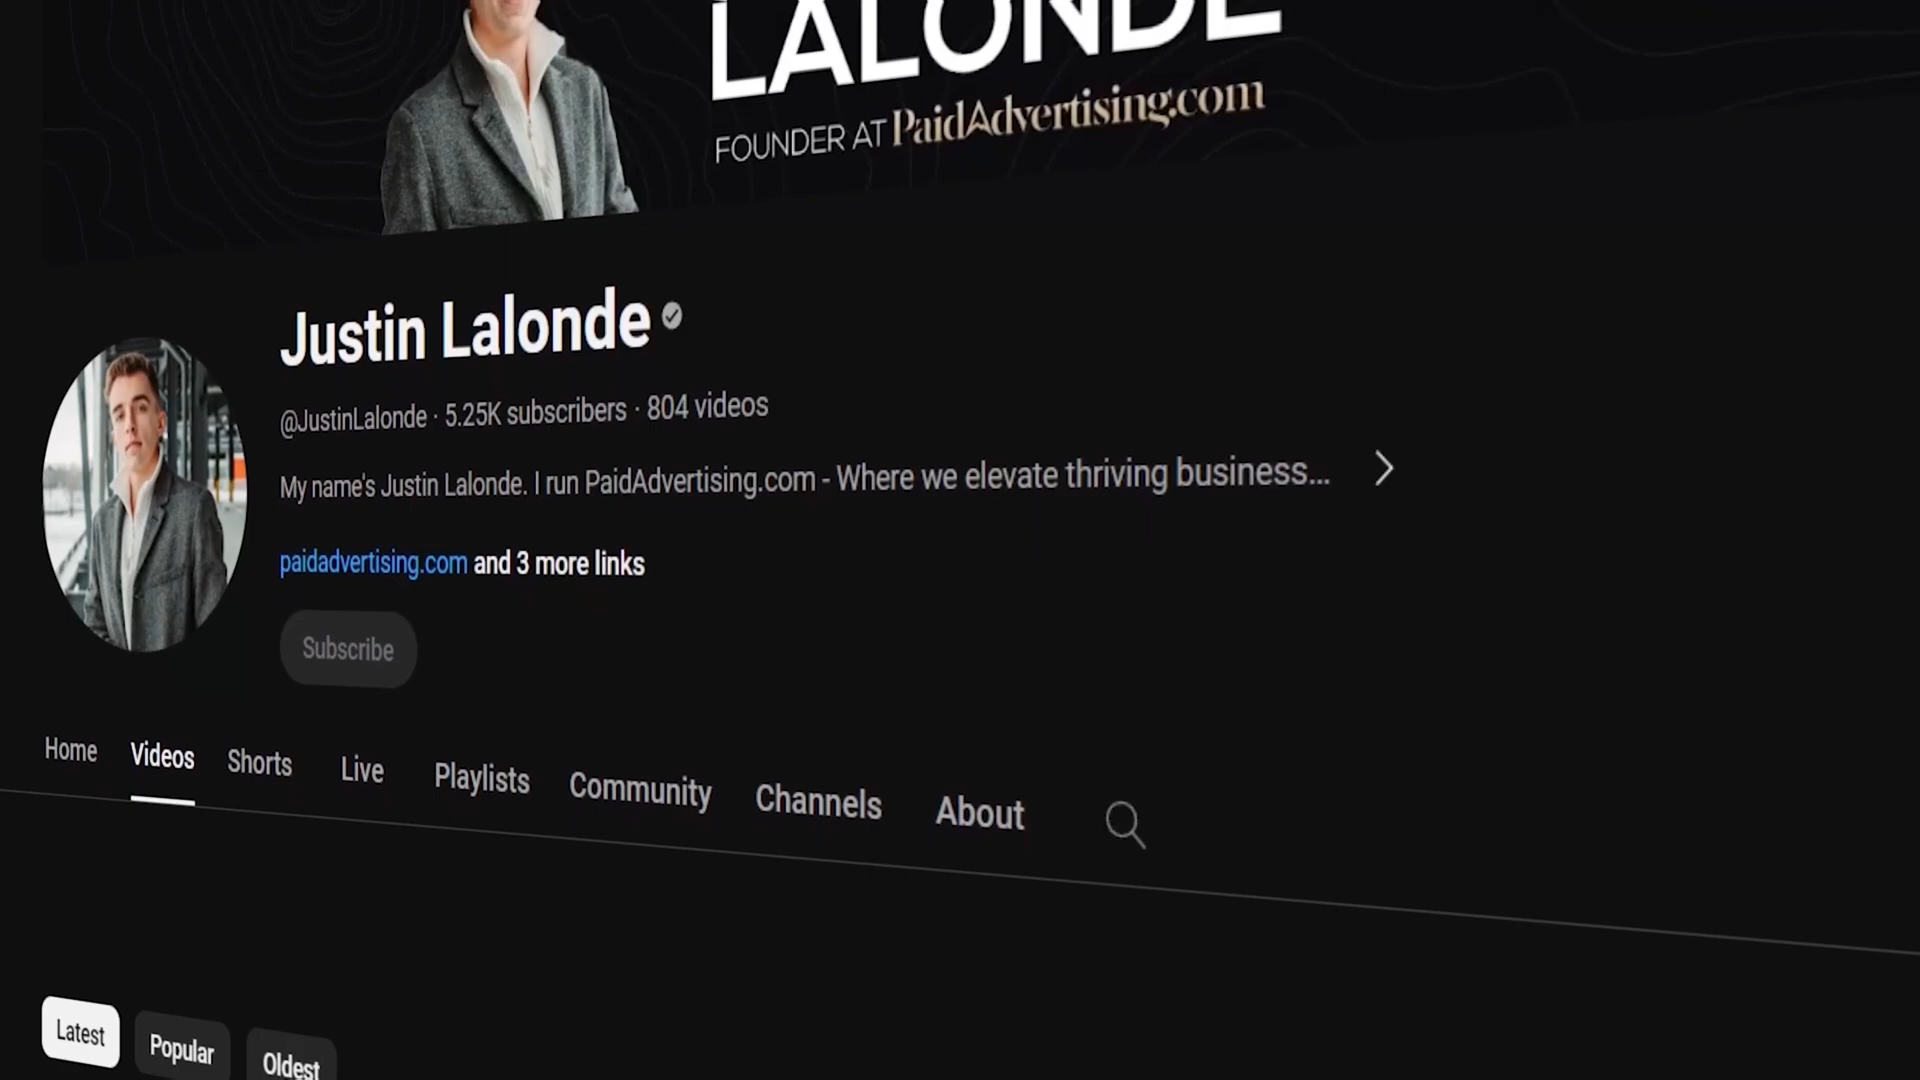 LALONDE
FOUNDER AT PaidAdvertising.com
Justin Lalonde
@JustinLalonde · 5.25K subscribers · 804 videos
My name's Justin Lalonde. I run PaidAdvertising.com - Where we elevate thriving business...
paidadvertising.com and 3 more links
Subscribe
Home Videos Shorts Live Playlists Community Channels About
Latest Popular Oldest